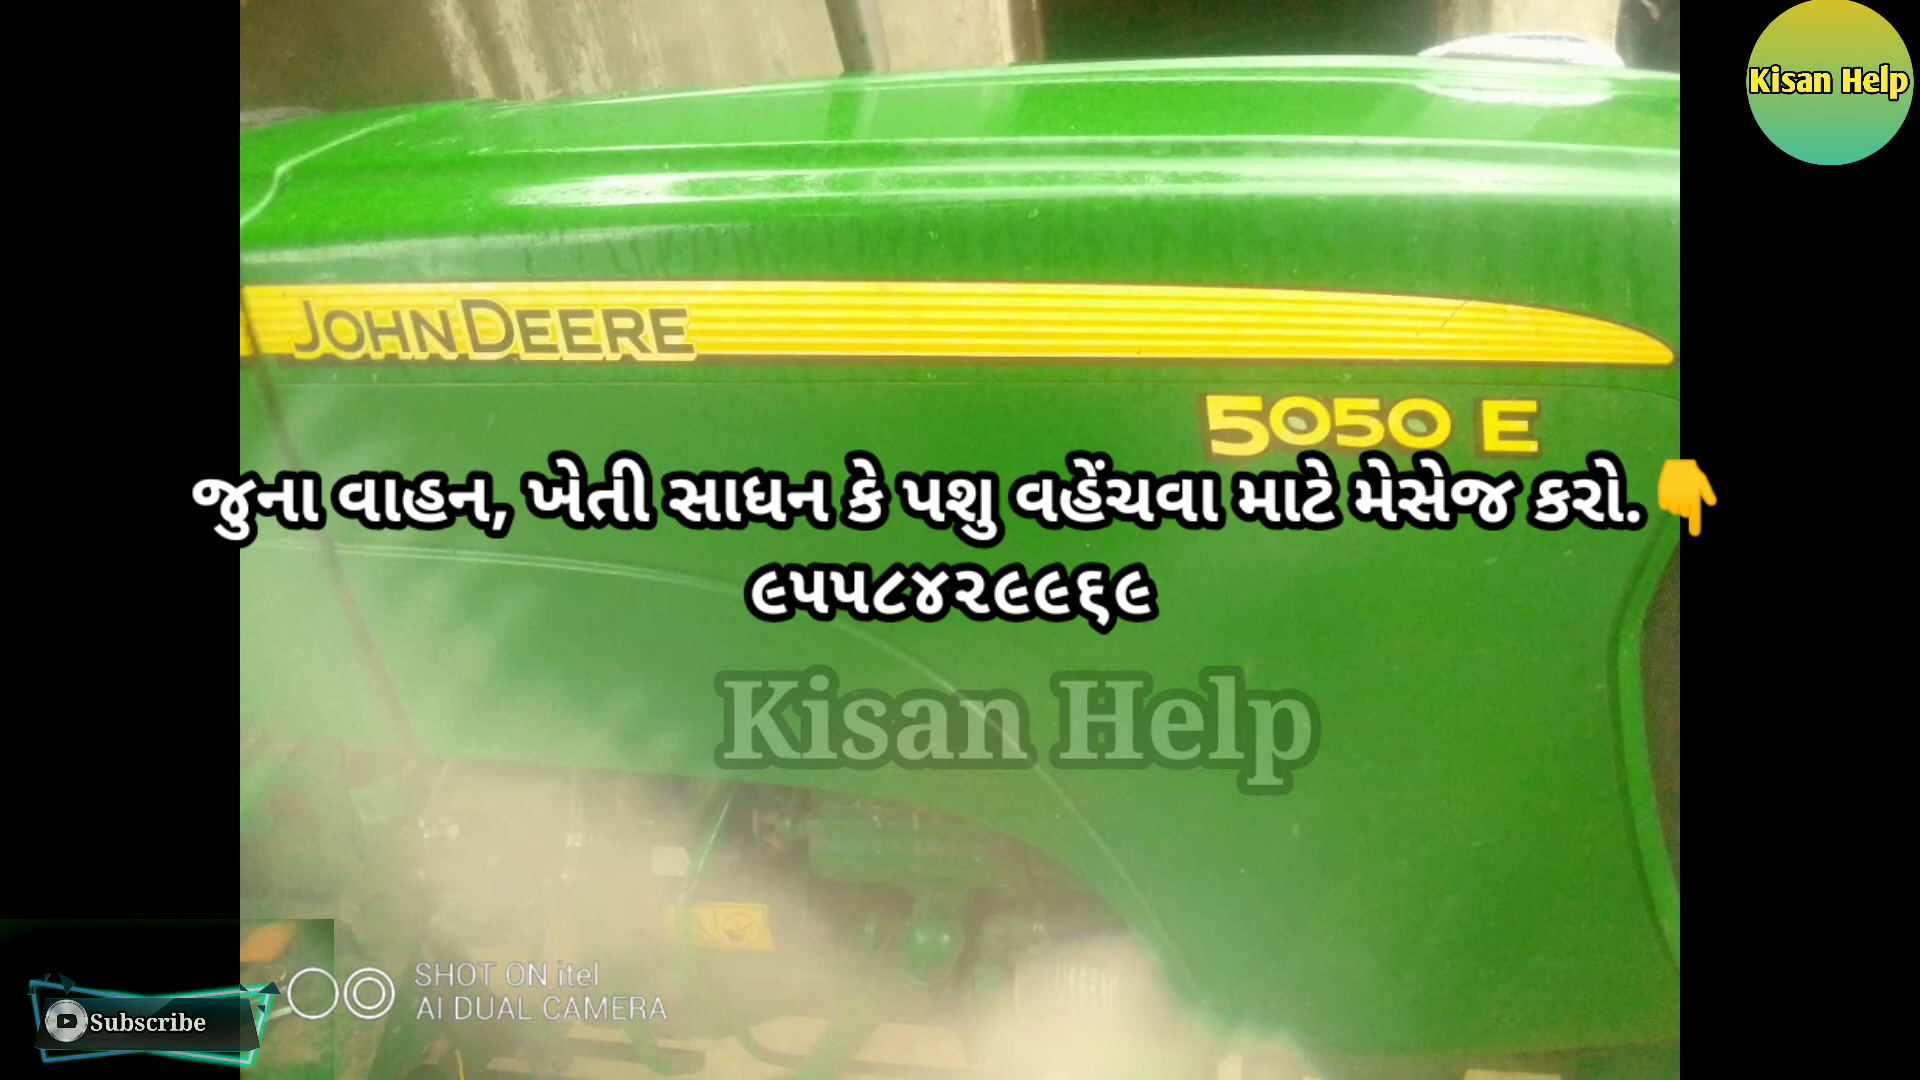 Kisan Help
JOHN DEERE
5050 E
જુના વાહન, ખેતી સાધન કે પશુ વહેંચવા માટે મેસેજ કરો.👇
૯૫૫૮૪૨૯૯૬૯
Kisan Help
SHOT ON itel
AI DUAL CAMERA
Subscribe